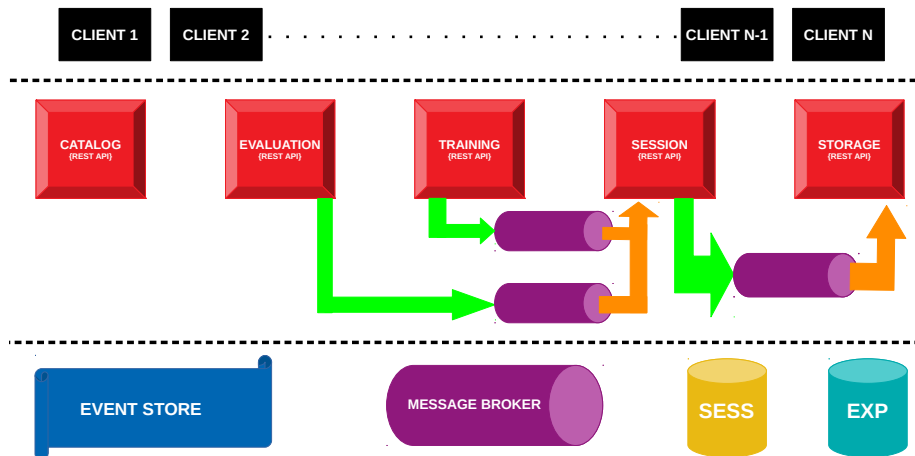 CLIENT 1
CLIENT 2
CLIENT N-1
CLIENT N
CATALOG
{REST API}
EVALUATION
{REST API}
TRAINING
{REST API}
SESSION
{REST API}
STORAGE
{REST API}
EVENT STORE
MESSAGE BROKER
SESS
EXP